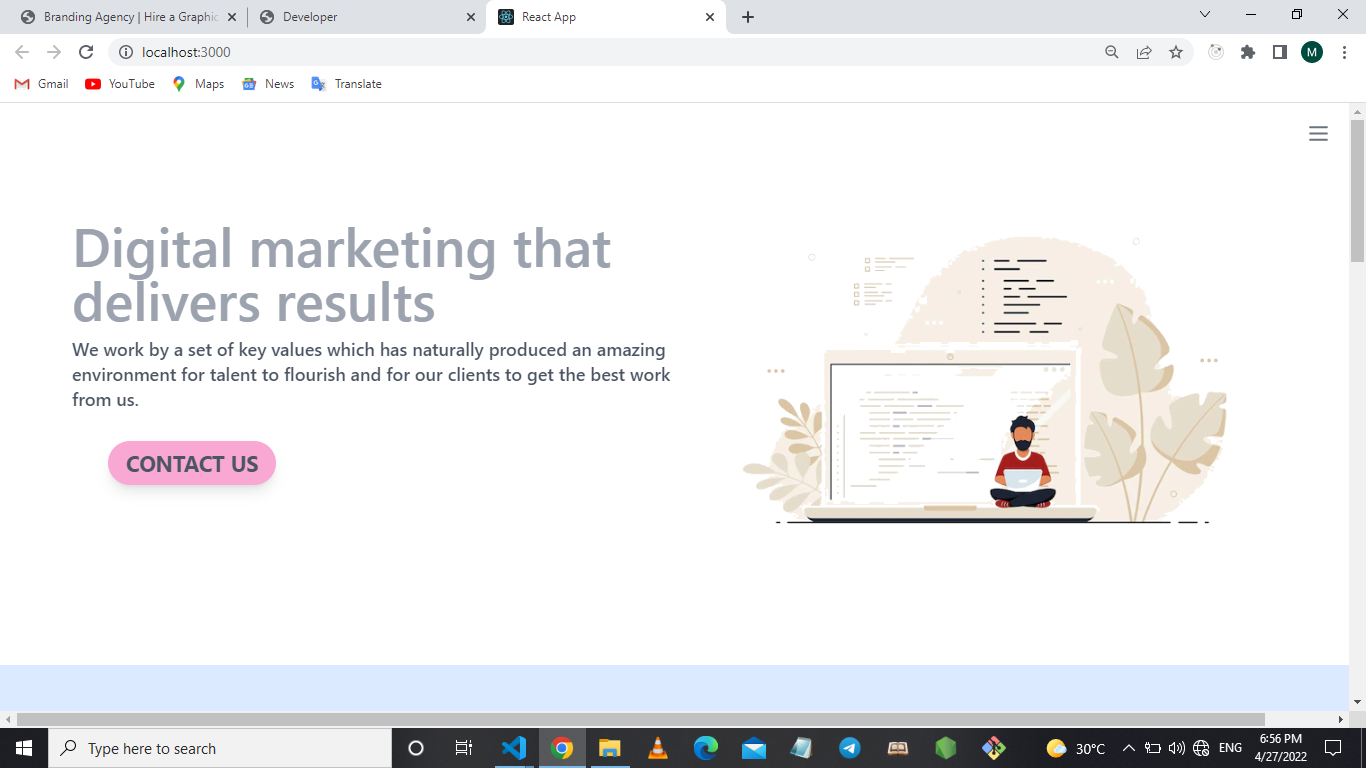 Branding Agency | Hire a Graphic
Developer
React App
localhost:3000
M
Gmail
YouTube
Maps
News
Translate
Digital marketing that
delivers results
We work by a set of key values which has naturally produced an amazing
environment for talent to flourish and for our clients to get the best work
from us.
CONTACT US
Type here to search
30°C
ENG
6:56 PM
4/27/2022